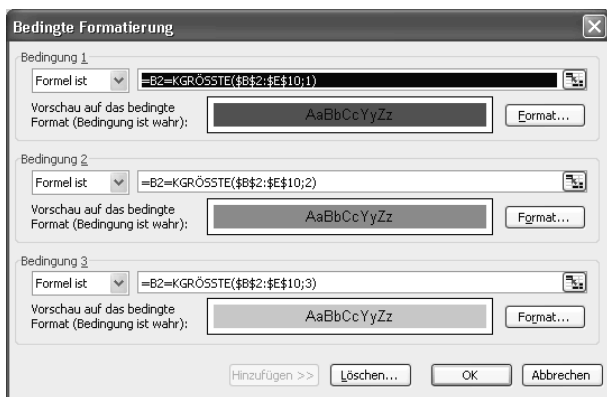 Bedingte Formatierung
Bedingung 1
Formel ist =B2=KGRÖSSTE($B$2:$E$10;1)
Vorschau auf das bedingte
Format (Bedingung ist wahr):
AaBbCcYyZz
Format...
Bedingung 2
Formel ist =B2=KGRÖSSTE($B$2:$E$10;2)
Vorschau auf das bedingte
Format (Bedingung ist wahr):
AaBbCcYyZz
Format...
Bedingung 3
Formel ist =B2=KGRÖSSTE($B$2:$E$10;3)
Vorschau auf das bedingte
Format (Bedingung ist wahr):
AaBbCcYyZz
Format...
Hinzufügen >> Löschen... OK Abbrechen